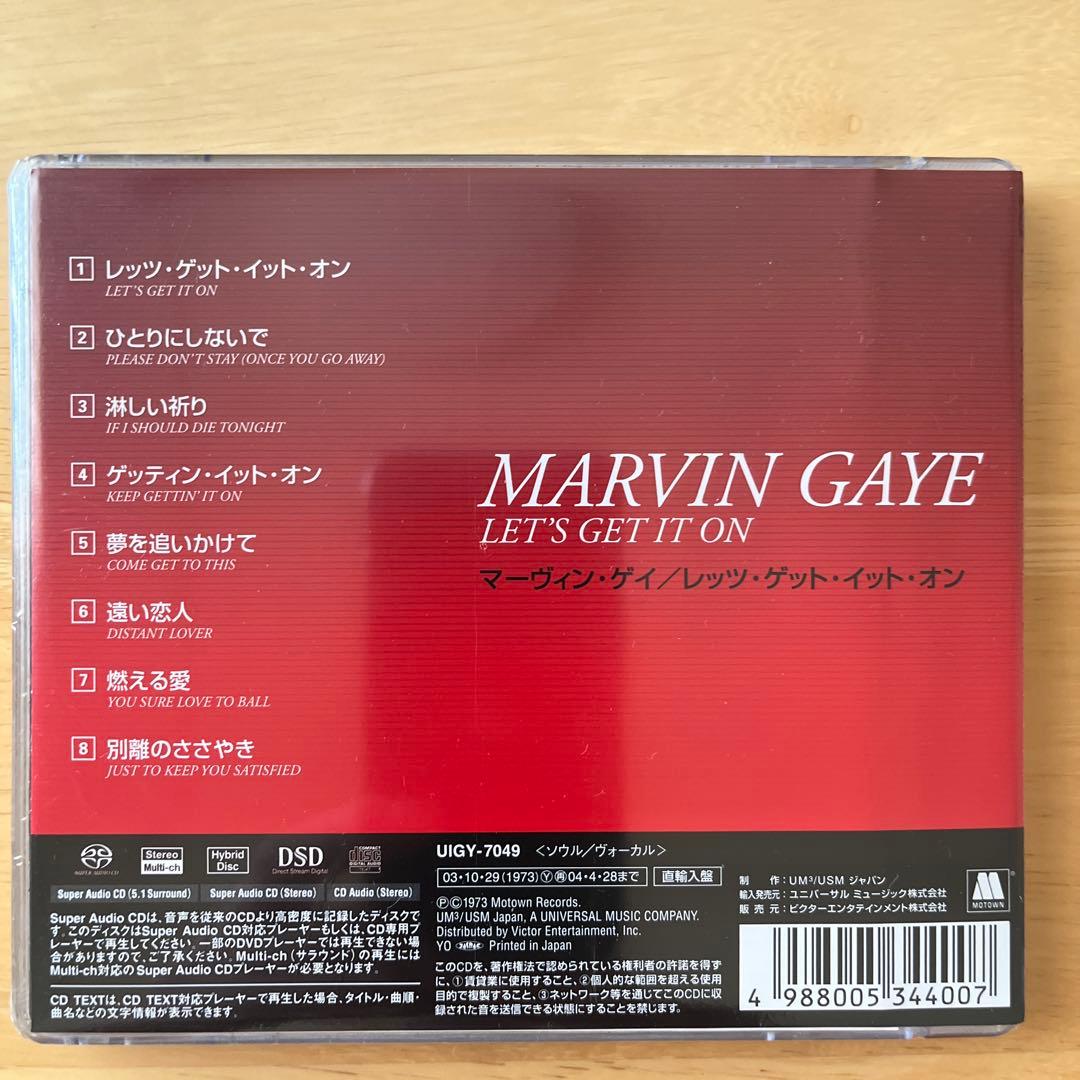 1 レッツ・ゲット・イット・オン
LET'S GET IT ON
2 ひとりにしないで
PLEASE DON'T STAY (ONCE YOU GO AWAY)
3 淋しい祈り
IF I SHOULD DIE TONIGHT
4 ゲッティン・イット・オン
KEEP GETTIN' IT ON
5 夢を追いかけて
COME GET TO THIS
6 遠い恋人
DISTANT LOVER
7 燃える愛
YOU SURE LOVE TO BALL
8 別離のささやき
JUST TO KEEP YOU SATISFIED
MARVIN GAYE
LET'S GET IT ON
マーヴィン・ゲイ／レッツ・ゲット・イット・オン
SUPER AUDIO CD
Stereo
Multi-ch
Hybrid
Disc
DSD
Direct Stream Digital
COMPACT
disc
DIGITAL AUDIO
TEXT
Super Audio CD (5.1 Surround)
Super Audio CD (Stereo)
CD Audio (Stereo)
Super Audio CDは、音声を従来のCDより高密度に記録したディスクで
す。このディスクはSuper Audio CD対応プレーヤーもしくは、CD専用プ
レーヤーで再生してください。一部のDVDプレーヤーでは再生できない場
合がありますので、ご了承ください。Multi-ch（サラウンド）の再生には
Multi-ch対応のSuper Audio CDプレーヤーが必要となります。
CD TEXTは、CD TEXT対応プレーヤーで再生した場合、タイトル・曲順・
曲名などの文字情報が表示できます。
UIGY-7049 ＜ソウル／ヴォーカル＞
03・10・29(1973)Ⓨ㊢04・4・28まで
直輸入盤
ⓅⒸ1973 Motown Records.
UM³/USM Japan, A UNIVERSAL MUSIC COMPANY.
Distributed by Victor Entertainment, Inc.
YO Printed in Japan
このCDを、著作権法で認められている権利者の許諾を得ず
に、①賃貸業に使用すること、②個人的な範囲を超える使用
目的で複製すること、③ネットワーク等を通じてこのCDに収
録された音を送信できる状態にすることを禁じます。
制 作：UM³/USM ジャパン
輸入発売元：ユニバーサル ミュージック株式会社
販 売 元：ビクターエンタテインメント株式会社
MOTOWN
4 988005 344007